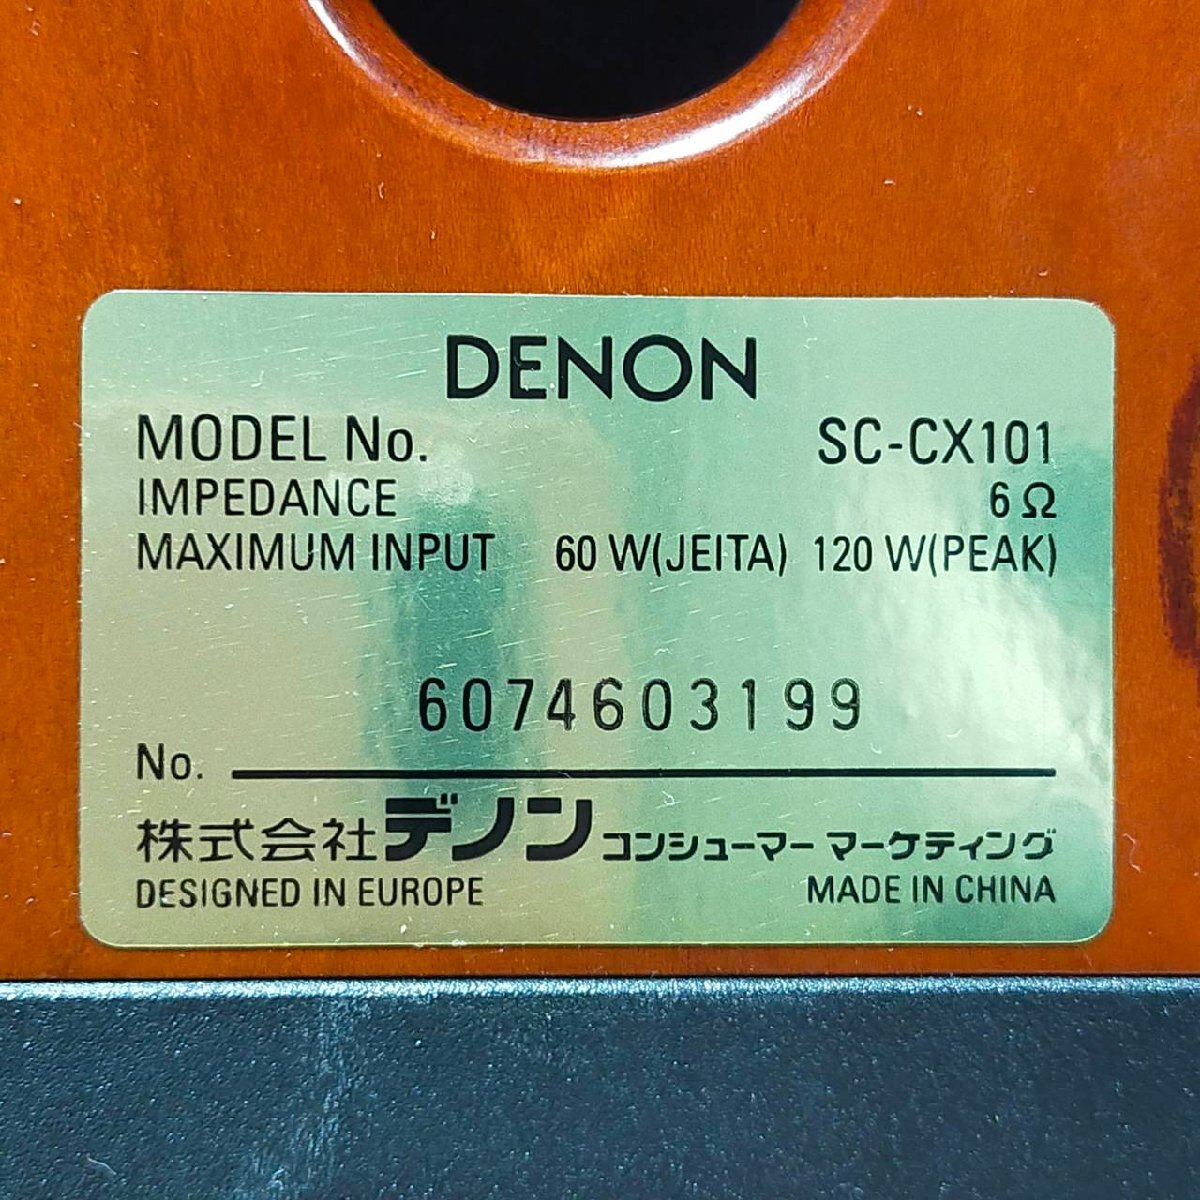 DENON
MODEL No. SC-CX101
IMPEDANCE 6Ω
MAXIMUM INPUT 60 W(JEITA) 120 W(PEAK)
6074603199
No.
株式会社デノン コンシューマー マーケティング
DESIGNED IN EUROPE MADE IN CHINA